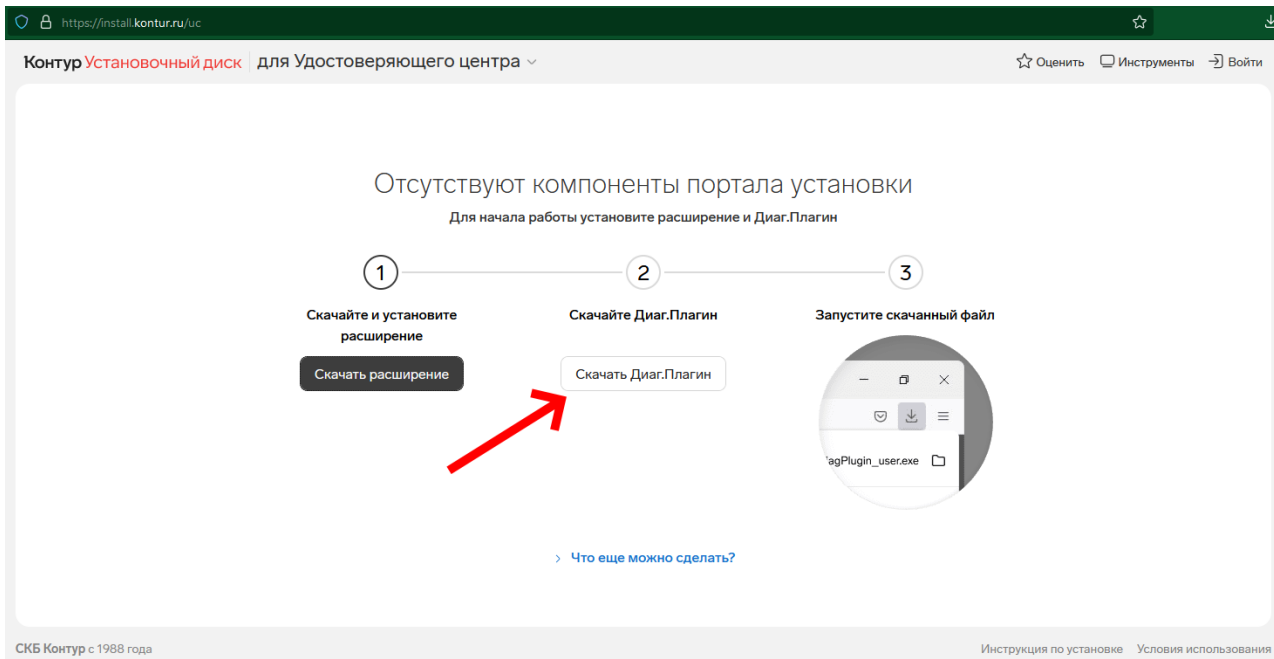 https://install.kontur.ru/uc
Контур Установочный диск для Удостоверяющего центра
Оценить Инструменты Войти
Отсутствуют компоненты портала установки
Для начала работы установите расширение и Диаг.Плагин
1 2 3
Скачайте и установите расширение
Скачать расширение
Скачайте Диаг.Плагин
Скачать Диаг.Плагин
Запустите скачанный файл
agPlugin_user.exe
Что еще можно сделать?
СКБ Контур с 1988 года
Инструкция по установке Условия использования